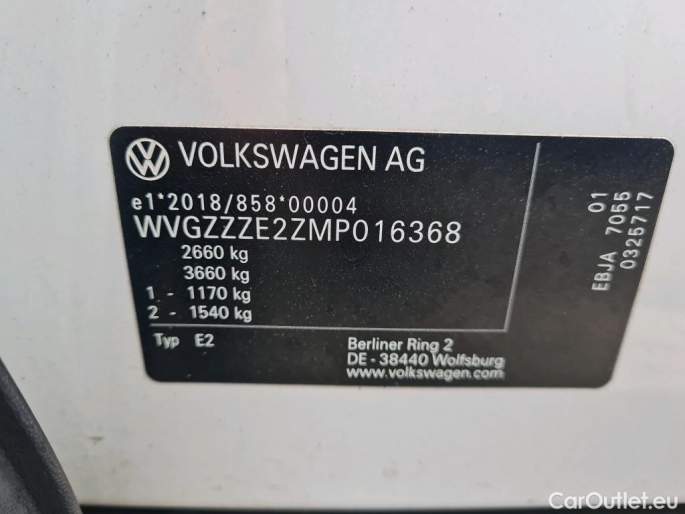 VOLKSWAGEN AG
e1*2018/858*00004
WVGZZZE2ZMP016368
2660 kg
3660 kg
1 - 1170 kg
2 - 1540 kg
Typ E2
Berliner Ring 2
DE - 38440 Wolfsburg
www.volkswagen.com
01
EBJA 7055
0325717
CarOutlet.eu